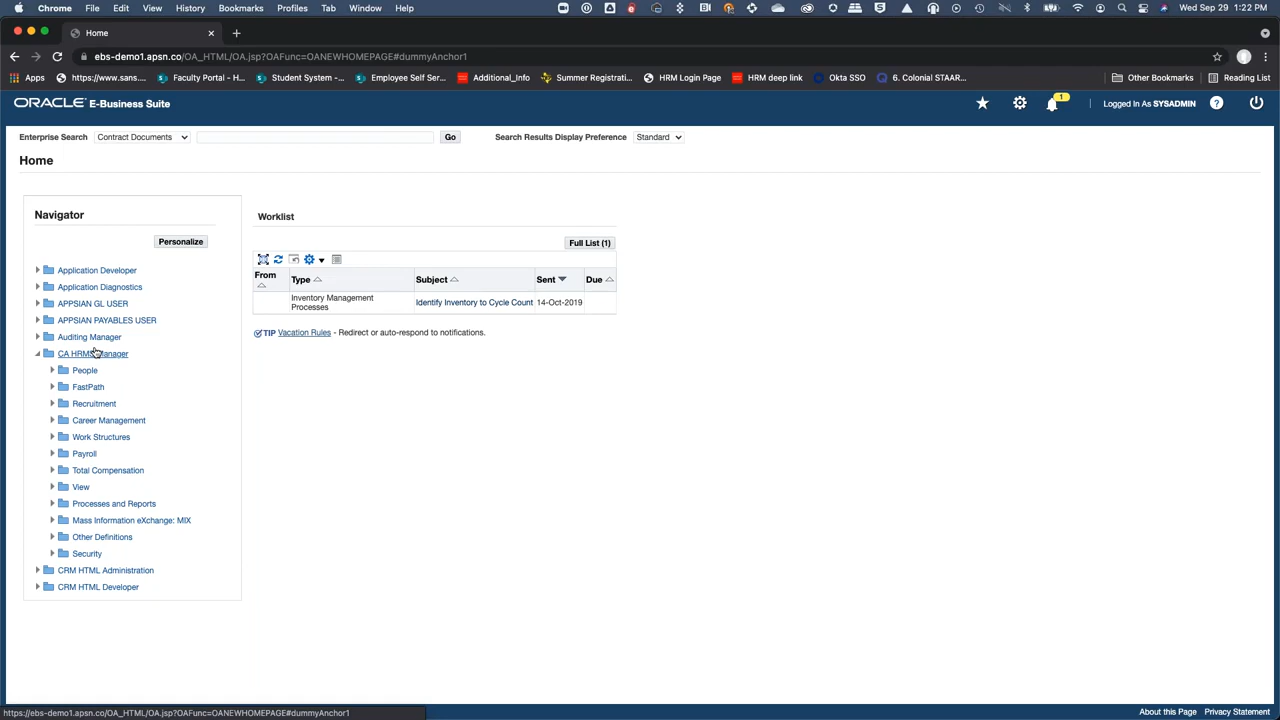 Chrome File Edit View History Bookmarks Profiles Tab Window Help Wed Sep 29 1:22 PM
Home
ebs-demo1.apsn.co/OA_HTML/OA.jsp?OAFunc=OANEWHOMEPAGE#dummyAnchor1
Apps https://www.sans.... Faculty Portal - H... Student System -... Employee Self Ser... Additional_Info Summer Registrati... HRM Login Page HRM deep link Okta SSO 6. Colonial STAAR... Other Bookmarks Reading List
ORACLE E-Business Suite 1 Logged In As SYSADMIN ?
Enterprise Search Contract Documents Go Search Results Display Preference Standard
Home
Navigator
Personalize
Application Developer
Application Diagnostics
APPSIAN GL USER
APPSIAN PAYABLES USER
Auditing Manager
CA HRMS Manager
People
FastPath
Recruitment
Career Management
Work Structures
Payroll
Total Compensation
View
Processes and Reports
Mass Information eXchange: MIX
Other Definitions
Security
CRM HTML Administration
CRM HTML Developer
Worklist
Full List (1)
From Type Subject Sent Due
Inventory Management Processes Identify Inventory to Cycle Count 14-Oct-2019
TIP Vacation Rules - Redirect or auto-respond to notifications.
https://ebs-demo1.apsn.co/OA_HTML/OA.jsp?OAFunc=OANEWHOMEPAGE#dummyAnchor1
About this Page Privacy Statement